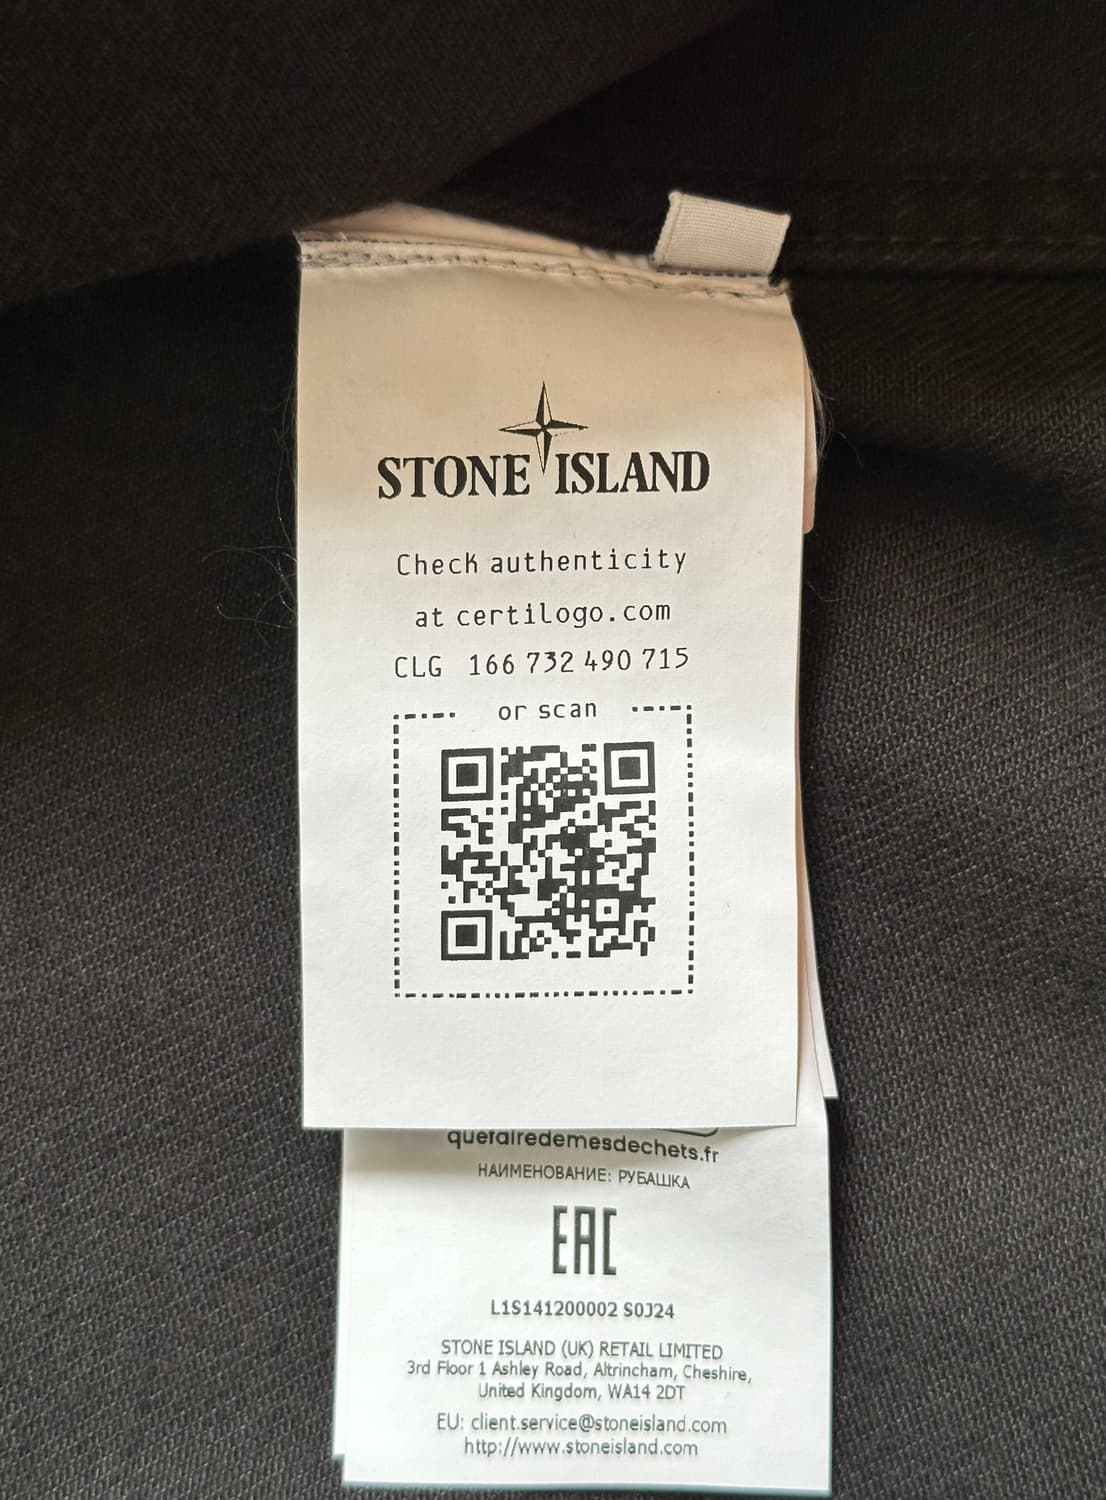 STONE ISLAND
Check authenticity
at certilogo.com
CLG 166 732 490 715
or scan
quefairedemesdechets.fr
НАИМЕНОВАНИЕ: РУБАШКА
EAC
L1S141200002 S0J24
STONE ISLAND (UK) RETAIL LIMITED
3rd Floor 1 Ashley Road, Altrincham, Cheshire,
United Kingdom, WA14 2DT
EU: client.service@stoneisland.com
http://www.stoneisland.com